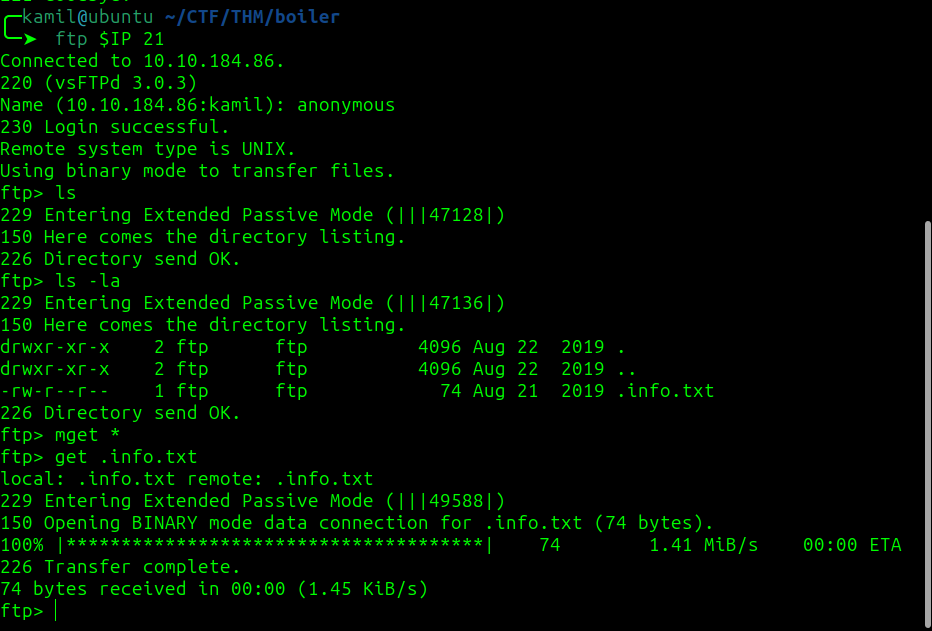 kamil@ubuntu ~/CTF/THM/boiler
ftp $IP 21
Connected to 10.10.184.86.
220 (vsFTPd 3.0.3)
Name (10.10.184.86:kamil): anonymous
230 Login successful.
Remote system type is UNIX.
Using binary mode to transfer files.
ftp> ls
229 Entering Extended Passive Mode (|||47128|)
150 Here comes the directory listing.
226 Directory send OK.
ftp> ls -la
229 Entering Extended Passive Mode (|||47136|)
150 Here comes the directory listing.
drwxr-xr-x    2 ftp      ftp          4096 Aug 22  2019 .
drwxr-xr-x    2 ftp      ftp          4096 Aug 22  2019 ..
-rw-r--r--    1 ftp      ftp            74 Aug 21  2019 .info.txt
226 Directory send OK.
ftp> mget *
ftp> get .info.txt
local: .info.txt remote: .info.txt
229 Entering Extended Passive Mode (|||49588|)
150 Opening BINARY mode data connection for .info.txt (74 bytes).
100% |***************************************|    74        1.41 MiB/s    00:00 ETA
226 Transfer complete.
74 bytes received in 00:00 (1.45 KiB/s)
ftp>